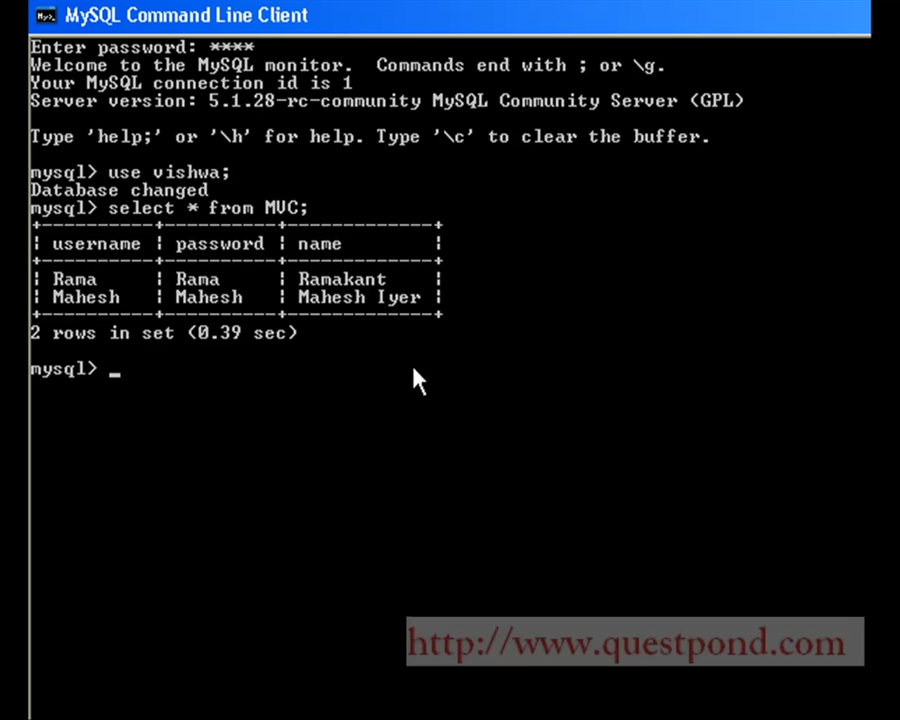 MySQL Command Line Client
Enter password: ****
Welcome to the MySQL monitor.  Commands end with ; or \g.
Your MySQL connection id is 1
Server version: 5.1.28-rc-community MySQL Community Server (GPL)
Type 'help;' or '\h' for help. Type '\c' to clear the buffer.
mysql> use vishwa;
Database changed
mysql> select * from MVC;
+----------+----------+-------------+
| username | password | name        |
+----------+----------+-------------+
| Rama     | Rama     | Ramakant    |
| Mahesh   | Mahesh   | Mahesh Iyer |
+----------+----------+-------------+
2 rows in set (0.39 sec)
mysql> _
http://www.questpond.com